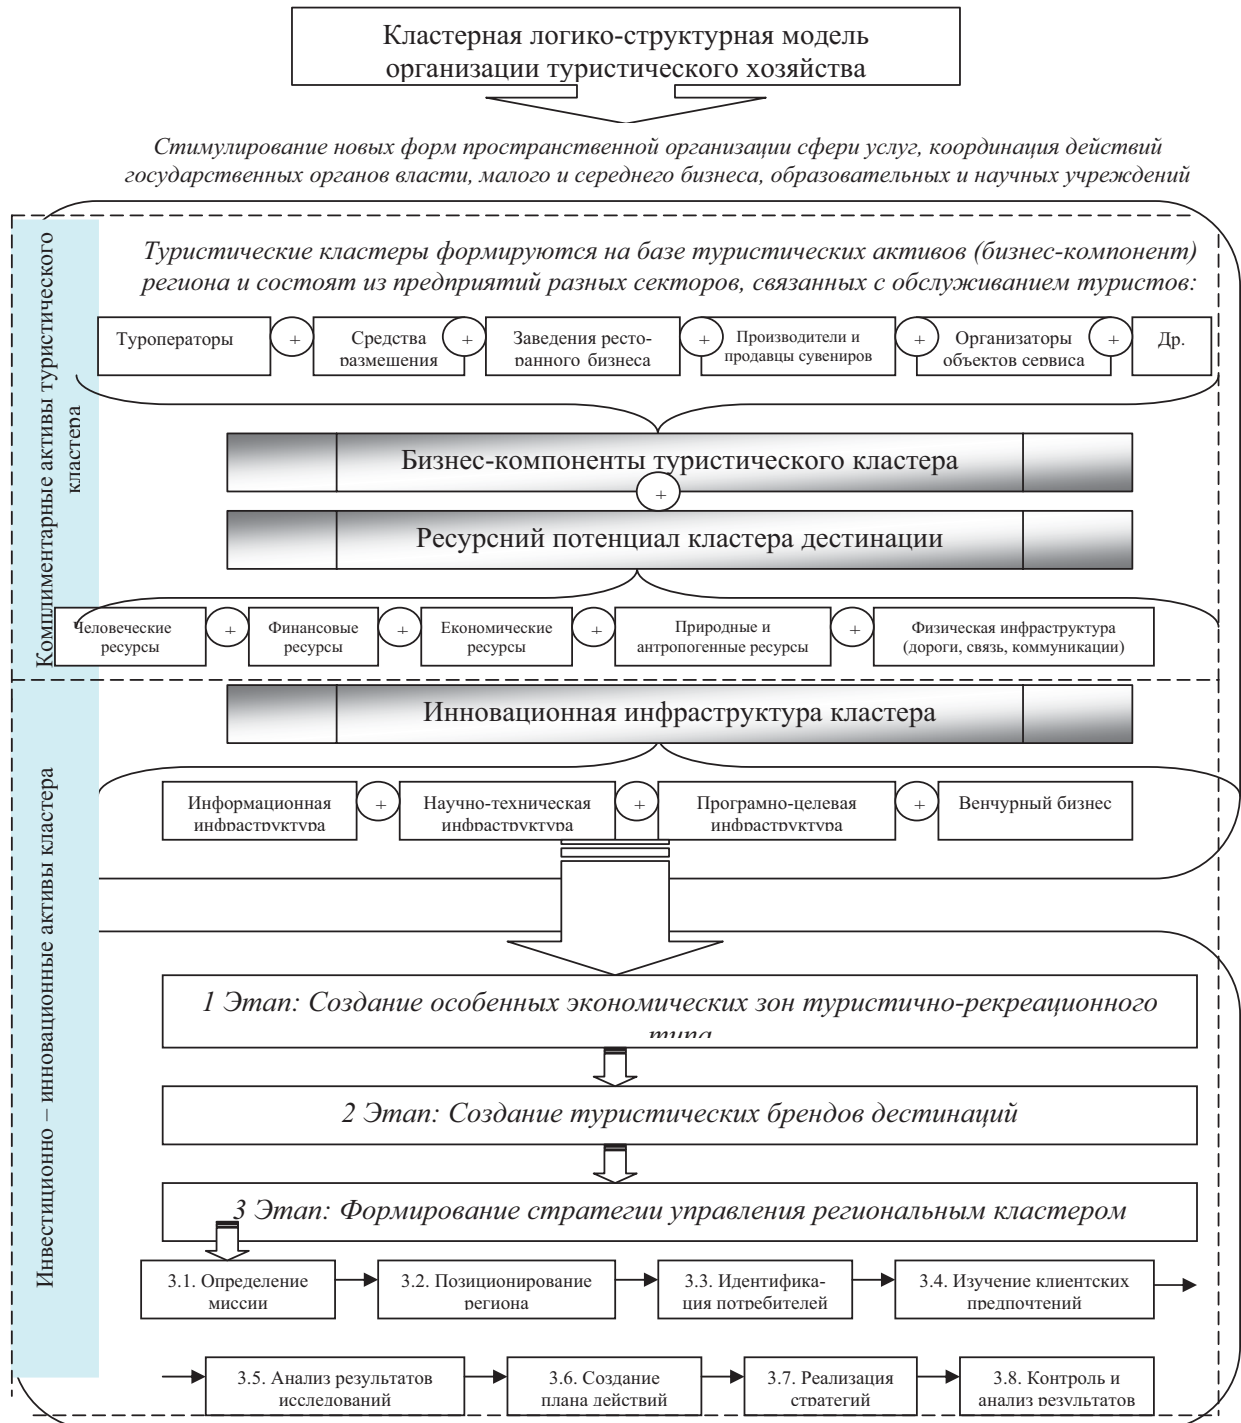 Кластерная логико-структурная модель
организации туристического хозяйства
Стимулирование новых форм пространственной организации сфери услуг, координация действий
государственных органов власти, малого и середнего бизнеса, образовательных и научных учреждений
Комплиментарные активы туристического
кластера
Туристические кластеры формируются на базе туристических активов (бизнес-компонент)
региона и состоят из предприятий разных секторов, связанных с обслуживанием туристов:
Туроператоры
+
Средства
размешения
+
Заведения ресто-
ранного бизнеса
+
Производители и
продавцы сувениров
+
Организаторы
объектов сервиса
+
Др.
Бизнес-компоненты туристического кластера
+
Ресурсний потенциал кластера дестинации
Человеческие
ресурсы
+
Финансовые
ресурсы
+
Економические
ресурсы
+
Природные и
антропогенные ресурсы
+
Физическая инфраструктура
(дороги, связь, коммуникации)
Инвестиционно – инновационные активы кластера
Инновационная инфраструктура кластера
Информационная
инфраструктура
+
Научно-техническая
инфраструктура
+
Програмно-целевая
инфраструктура
+
Венчурный бизнес
1 Этап: Создание особенных экономических зон туристично-рекреационного
типа
2 Этап: Создание туристических брендов дестинаций
3 Этап: Формирование стратегии управления региональным кластером
3.1. Определение
миссии
3.2. Позиционирование
региона
3.3. Идентифика-
ция потребителей
3.4. Изучение клиентских
предпочтений
3.5. Анализ результатов
исследований
3.6. Создание
плана действий
3.7. Реализация
стратегий
3.8. Контроль и
анализ результатов